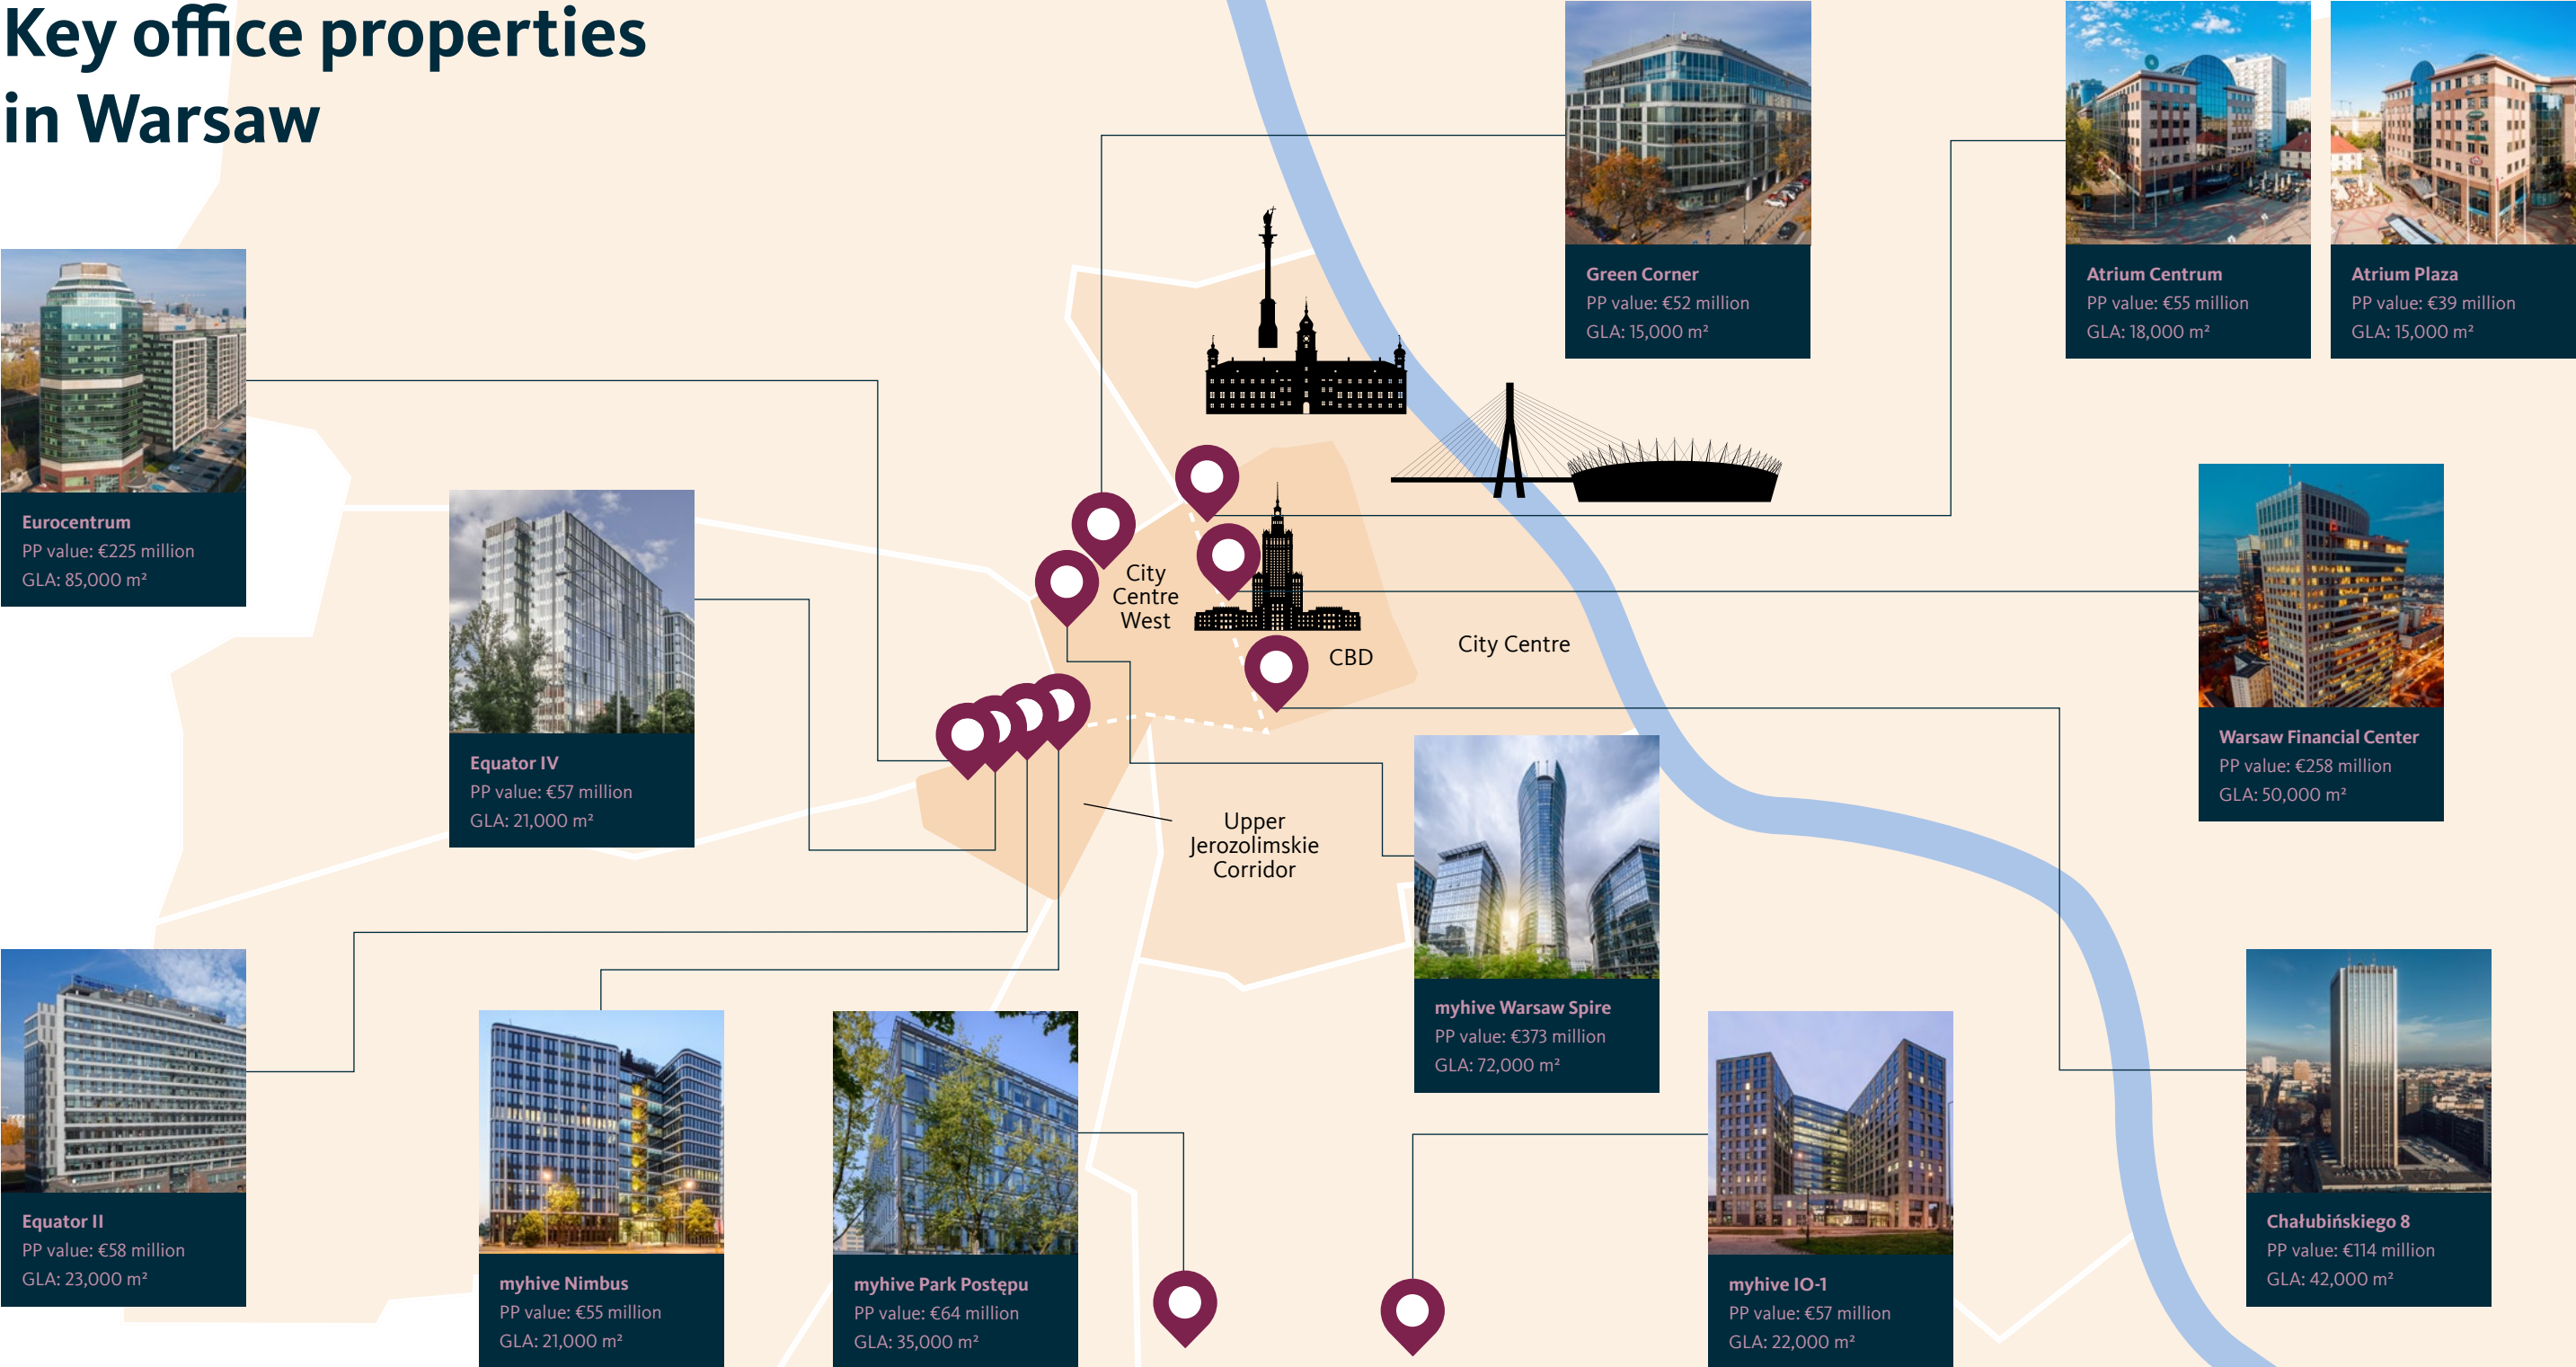 Key office properties
in Warsaw
Green Corner
PP value: €52 million
GLA: 15,000 m²
Atrium Centrum
PP value: €55 million
GLA: 18,000 m²
Atrium Plaza
PP value: €39 million
GLA: 15,000 m²
Eurocentrum
PP value: €225 million
GLA: 85,000 m²
Equator IV
PP value: €57 million
GLA: 21,000 m²
City
Centre
West
CBD
City Centre
Warsaw Financial Center
PP value: €258 million
GLA: 50,000 m²
Upper
Jerozolimskie
Corridor
myhive Warsaw Spire
PP value: €373 million
GLA: 72,000 m²
Equator II
PP value: €58 million
GLA: 23,000 m²
myhive Nimbus
PP value: €55 million
GLA: 21,000 m²
myhive Park Postępu
PP value: €64 million
GLA: 35,000 m²
myhive IO-1
PP value: €57 million
GLA: 22,000 m²
Chałubińskiego 8
PP value: €114 million
GLA: 42,000 m²